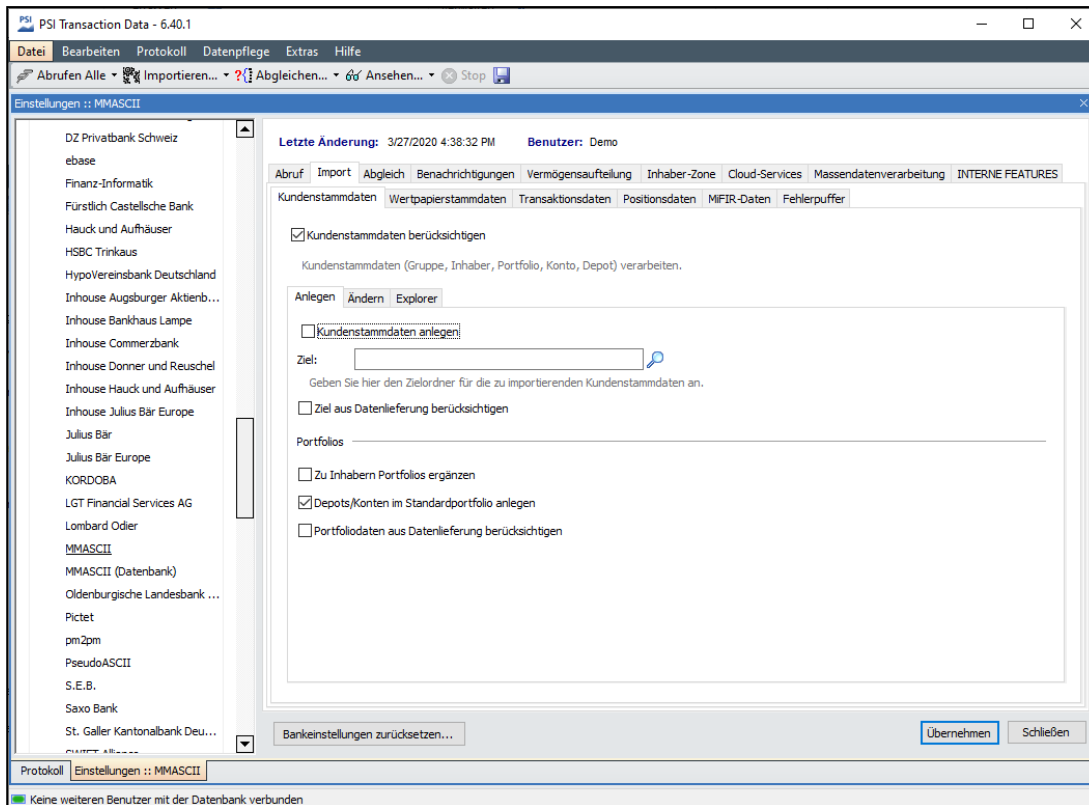 PSI
PSI Transaction Data - 6.40.1
Datei Bearbeiten Protokoll Datenpflege Extras Hilfe
Abrufen Alle Importieren... Abgleichen... Ansehen... Stop
Einstellungen :: MMASCII
DZ Privatbank Schweiz
ebase
Finanz-Informatik
Fürstlich Castellsche Bank
Hauck und Aufhäuser
HSBC Trinkaus
HypoVereinsbank Deutschland
Inhouse Augsburger Aktienb...
Inhouse Bankhaus Lampe
Inhouse Commerzbank
Inhouse Donner und Reuschel
Inhouse Hauck und Aufhäuser
Inhouse Julius Bär Europe
Julius Bär
Julius Bär Europe
KORDOBA
LGT Financial Services AG
Lombard Odier
MMASCII
MMASCII (Datenbank)
Oldenburgische Landesbank ...
Pictet
pm2pm
PseudoASCII
S.E.B.
Saxo Bank
St. Galler Kantonalbank Deu...
Letzte Änderung: 3/27/2020 4:38:32 PM Benutzer: Demo
Abruf Import Abgleich Benachrichtigungen Vermögensaufteilung Inhaber-Zone Cloud-Services Massendatenverarbeitung INTERNE FEATURES
Kundenstammdaten Wertpapierstammdaten Transaktionsdaten Positionsdaten MiFIR-Daten Fehlerpuffer
Kundenstammdaten berücksichtigen
Kundenstammdaten (Gruppe, Inhaber, Portfolio, Konto, Depot) verarbeiten.
Anlegen Ändern Explorer
Kundenstammdaten anlegen
Ziel:
Geben Sie hier den Zielordner für die zu importierenden Kundenstammdaten an.
Ziel aus Datenlieferung berücksichtigen
Portfolios
Zu Inhabern Portfolios ergänzen
Depots/Konten im Standardportfolio anlegen
Portfoliodaten aus Datenlieferung berücksichtigen
Bankeinstellungen zurücksetzen... Übernehmen Schließen
Protokoll Einstellungen :: MMASCII
Keine weiteren Benutzer mit der Datenbank verbunden